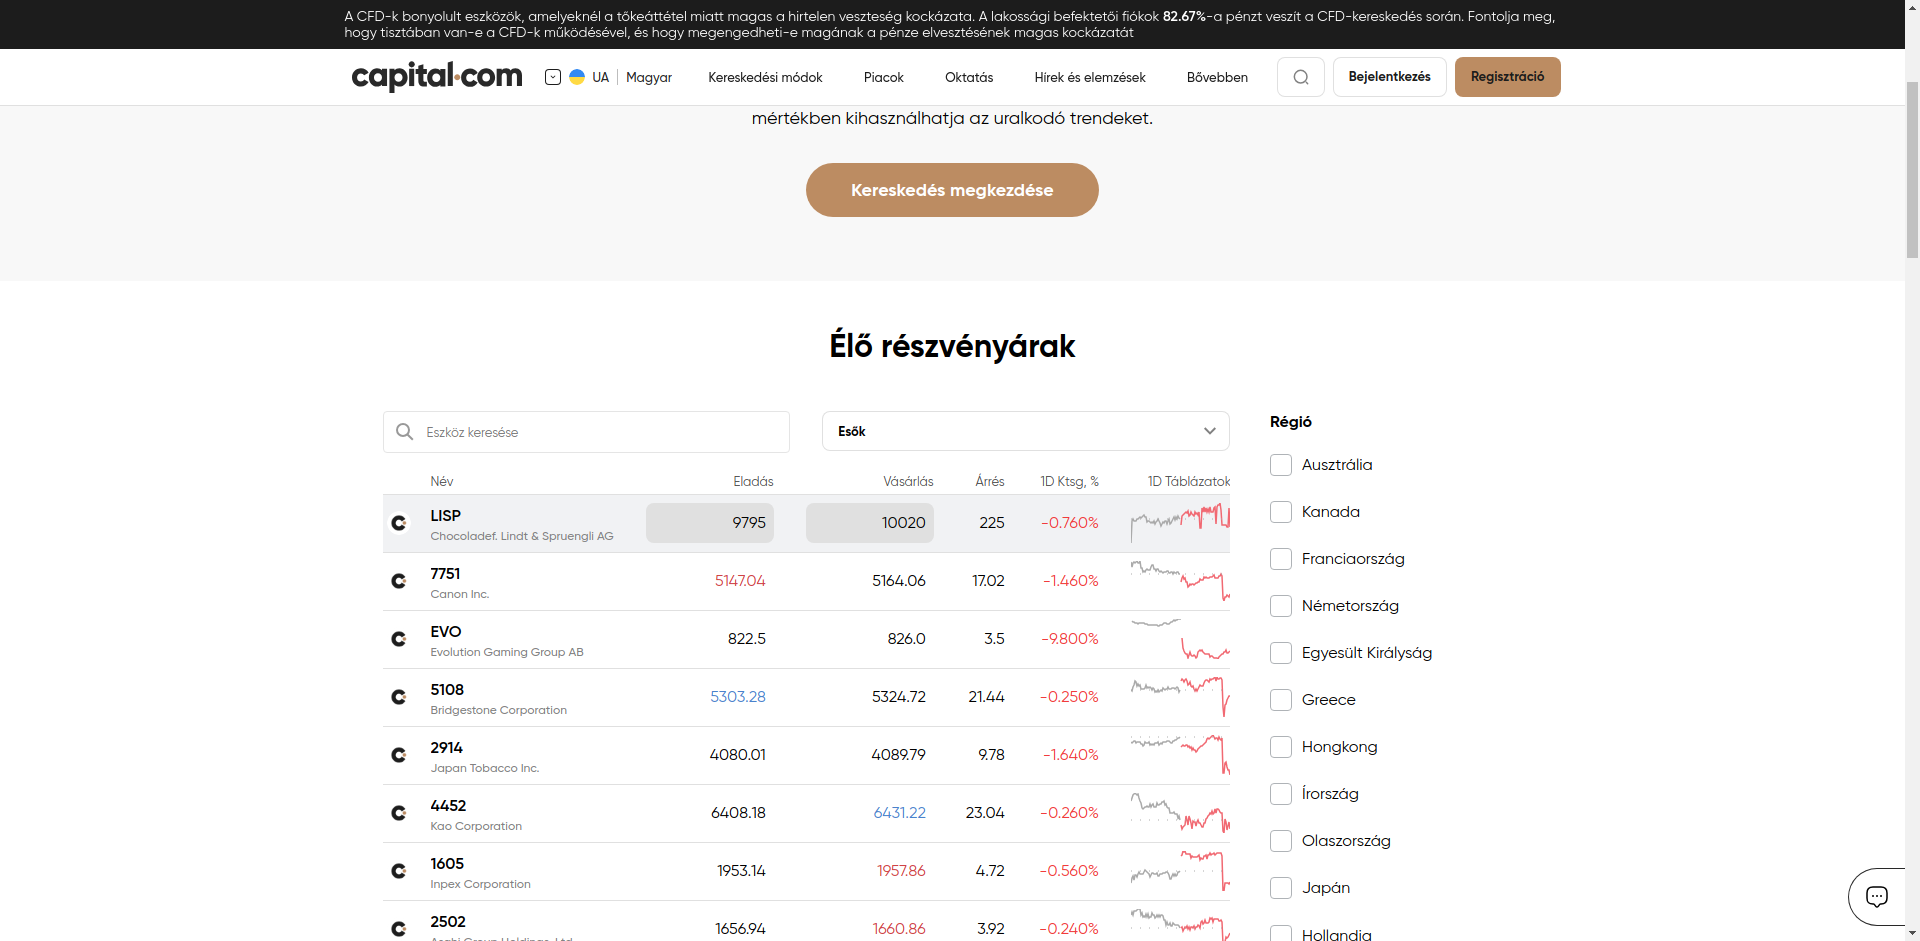 A CFD-k bonyolult eszközök, amelyeknél a tőkeáttétel miatt magas a hirtelen veszteség kockázata. A lakossági befektetői fiókok 82.67%-a pénzt veszít a CFD-kereskedés során. Fontolja meg,
hogy tisztában van-e a CFD-k működésével, és hogy megengedheti-e magának a pénze elvesztésének magas kockázatát
capital.com UA Magyar Kereskedési módok Piacok Oktatás Hírek és elemzések Bővebben Bejelentkezés Regisztráció
mértékben kihasználhatja az uralkodó trendeket.
Kereskedés megkezdése
Élő részvényárak
Eszköz keresése
Esők
Név Eladás Vásárlás Árrés 1D Ktsg, % 1D Táblázatok
LISP 9795 10020 225 -0.760%
Chocoladef. Lindt & Spruengli AG
7751 5147.04 5164.06 17.02 -1.460%
Canon Inc.
EVO 822.5 826.0 3.5 -9.800%
Evolution Gaming Group AB
5108 5303.28 5324.72 21.44 -0.250%
Bridgestone Corporation
2914 4080.01 4089.79 9.78 -1.640%
Japan Tobacco Inc.
4452 6408.18 6431.22 23.04 -0.260%
Kao Corporation
1605 1953.14 1957.86 4.72 -0.560%
Inpex Corporation
2502 1656.94 1660.86 3.92 -0.240%
Régió
Ausztrália
Kanada
Franciaország
Németország
Egyesült Királyság
Greece
Hongkong
Írország
Olaszország
Japán
Hollandia